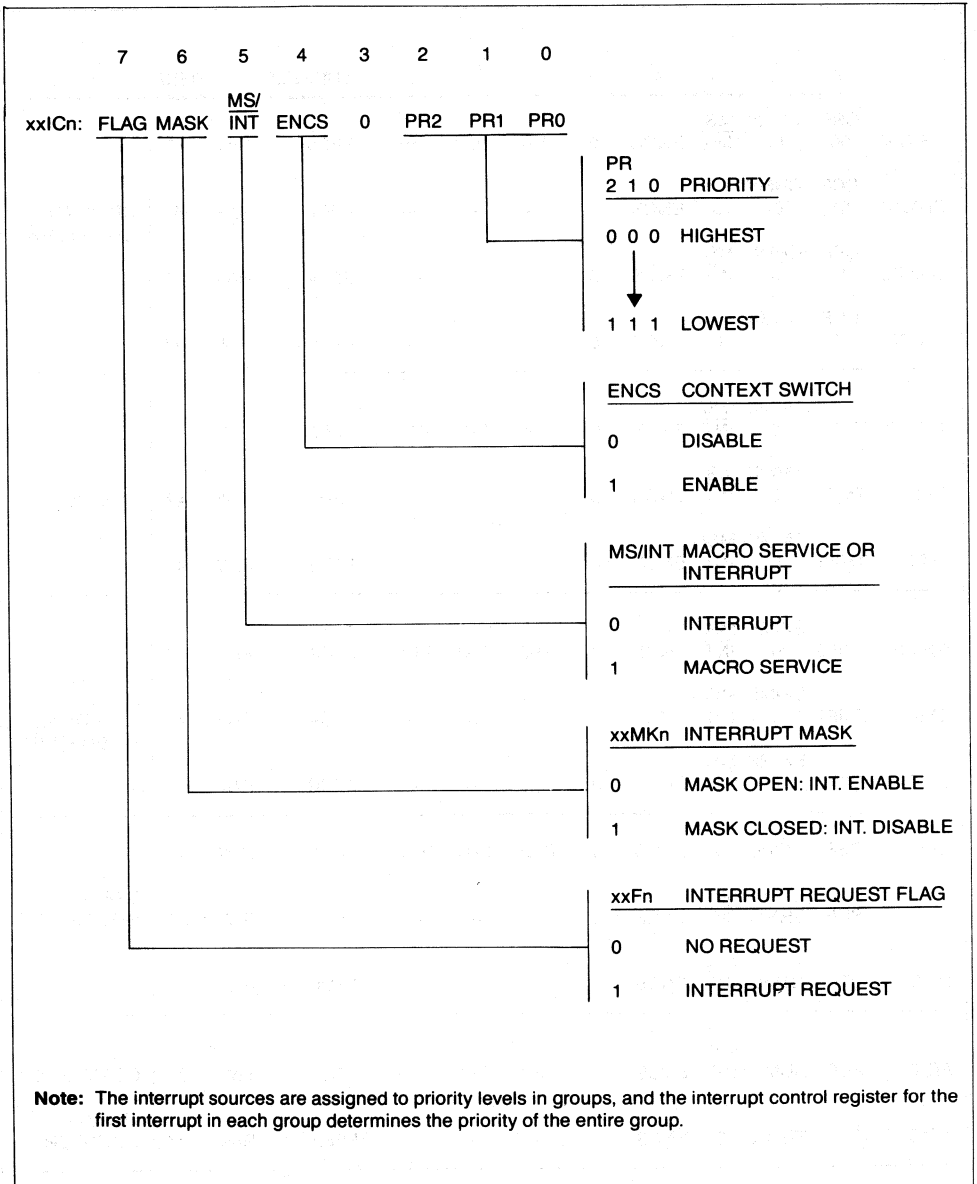 7 6 5 4 3 2 1 0
MS/
xxICn: FLAG MASK INT ENCS 0 PR2 PR1 PR0
PR
2 1 0 PRIORITY
0 0 0 HIGHEST
1 1 1 LOWEST
ENCS CONTEXT SWITCH
0 DISABLE
1 ENABLE
MS/INT MACRO SERVICE OR
INTERRUPT
0 INTERRUPT
1 MACRO SERVICE
xxMKn INTERRUPT MASK
0 MASK OPEN: INT. ENABLE
1 MASK CLOSED: INT. DISABLE
xxFn INTERRUPT REQUEST FLAG
0 NO REQUEST
1 INTERRUPT REQUEST
Note: The interrupt sources are assigned to priority levels in groups, and the interrupt control register for the
first interrupt in each group determines the priority of the entire group.